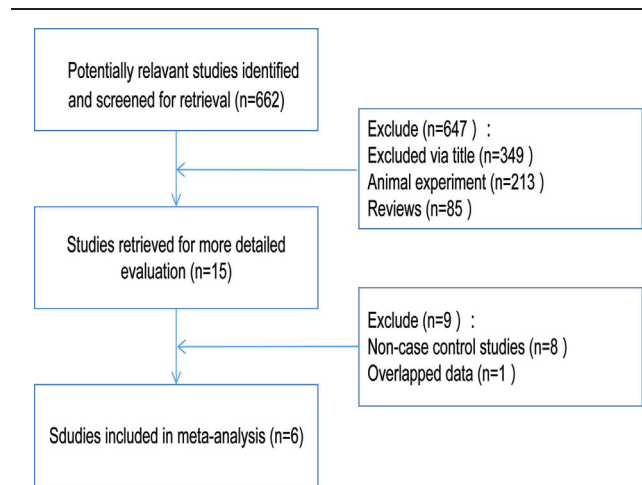 Potentially relevant studies identified
and screened for retrieval (n=662)
Exclude (n=647 ) :
Excluded via title (n=349 )
Animal experiment (n=213 )
Reviews (n=85 )
Studies retrieved for more detailed
evaluation (n=15)
Exclude (n=9 ) :
Non-case control studies (n=8 )
Overlapped data (n=1 )
Sdudies included in meta-analysis (n=6)